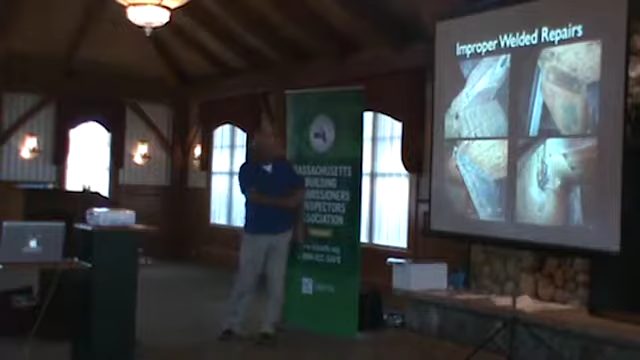 Improper Welded Repairs
MASSACHUSETTS
BUILDING
COMMISSIONERS
INSPECTORS
ASSOCIATION